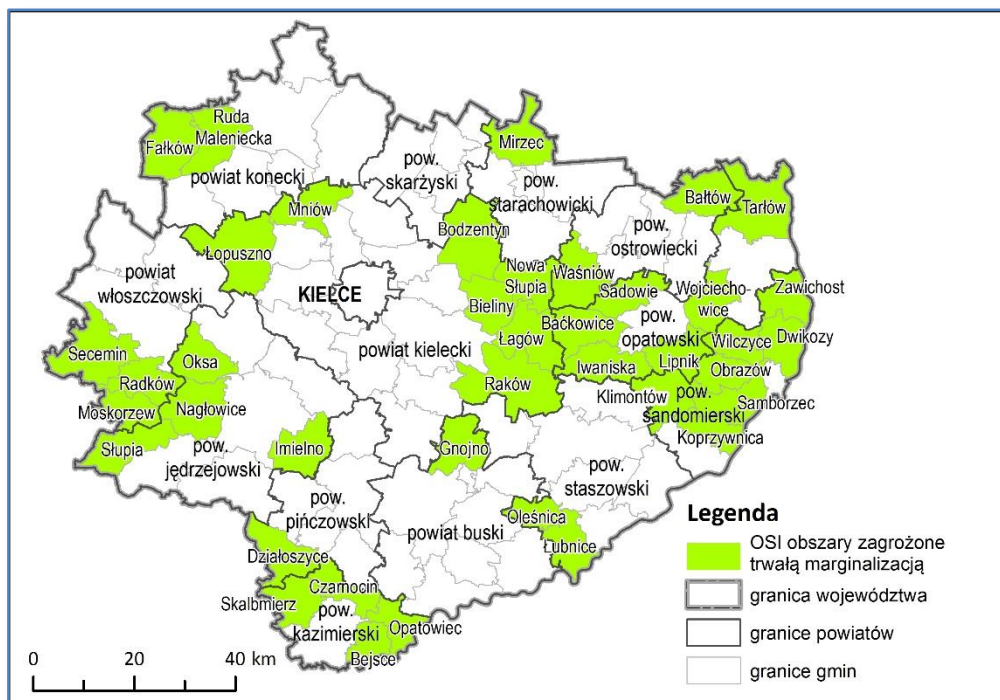 Ruda
Maleniecka
Fałków
powiat konecki
Mirzec
pow.
skarżyski
pow.
starachowicki
Mniów
Bodzentyn
Bałtów
Tarłów
pow.
ostrowiecki
Łopuszno
powiat
włoszczowski
KIELCE
Nowa
Słupia
Waśniów
Sadowie
Wojciecho-
wice
Zawichost
Bieliny
Baćkowice
pow.
opatowski
Wilczyce
Dwikozy
Secemin
Oksa
powiat kielecki
Łagów
Iwaniska
Lipnik
Obrazów
Radków
Raków
Klimontów
pow.
sandomierski
Samborzec
Moskorzew
Nagłowice
Koprzywnica
Słupia
pow.
jędrzejowski
Imielno
Gnojno
pow.
staszowski
pow.
pińczowski
powiat buski
Oleśnica
Łubnice
Działoszyce
Czarnocin
Skalbmierz
pow.
kazimierski
Opatowiec
Bejsce
Legenda
OSI obszary zagrożone
trwałą marginalizacją
granica województwa
granice powiatów
granice gmin
0 20 40 km